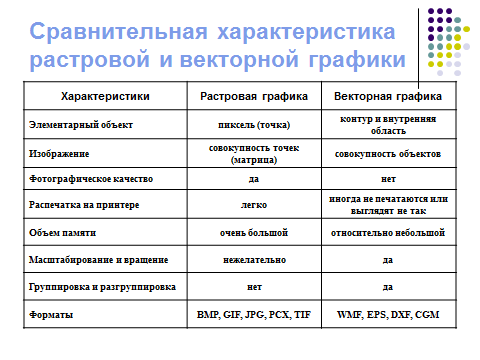 Сравнительная характеристика
растровой и векторной графики
Характеристики Растровая графика Векторная графика
Элементарный объект пиксель (точка) контур и внутренняя
область
Изображение совокупность точек
(матрица) совокупность объектов
Фотографическое качество да нет
Распечатка на принтере легко иногда не печатаются или
выглядят не так
Объем памяти очень большой относительно небольшой
Масштабирование и вращение нежелательно да
Группировка и разгруппировка нет да
Форматы BMP, GIF, JPG, PCX, TIF WMF, EPS, DXF, CGM